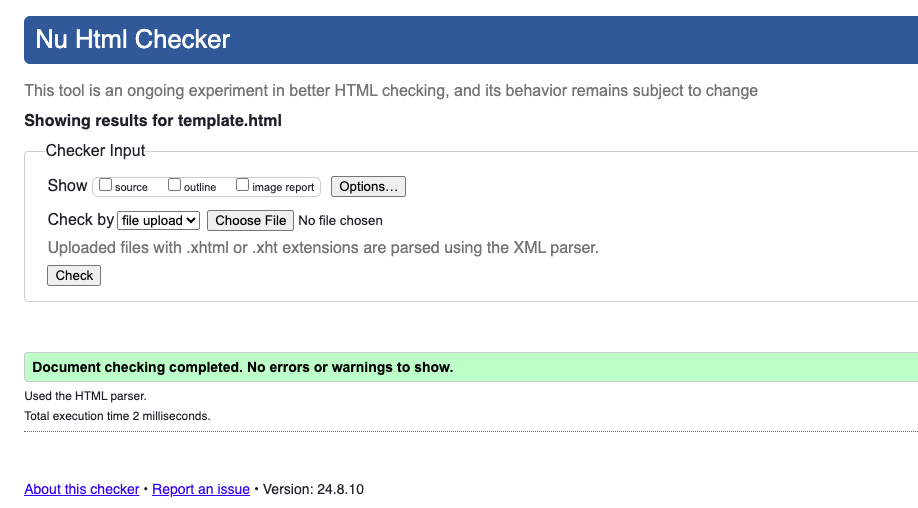 Nu Html Checker
This tool is an ongoing experiment in better HTML checking, and its behavior remains subject to change
Showing results for template.html
Checker Input
Show source outline image report Options...
Check by file upload Choose File No file chosen
Uploaded files with .xhtml or .xht extensions are parsed using the XML parser.
Check
Document checking completed. No errors or warnings to show.
Used the HTML parser.
Total execution time 2 milliseconds.
About this checker • Report an issue • Version: 24.8.10